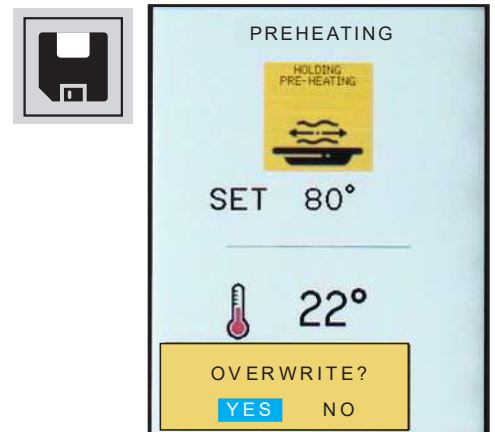 PREHEATING
HOLDING
PRE-HEATING
SET 80°
22°
OVERWRITE?
YES NO